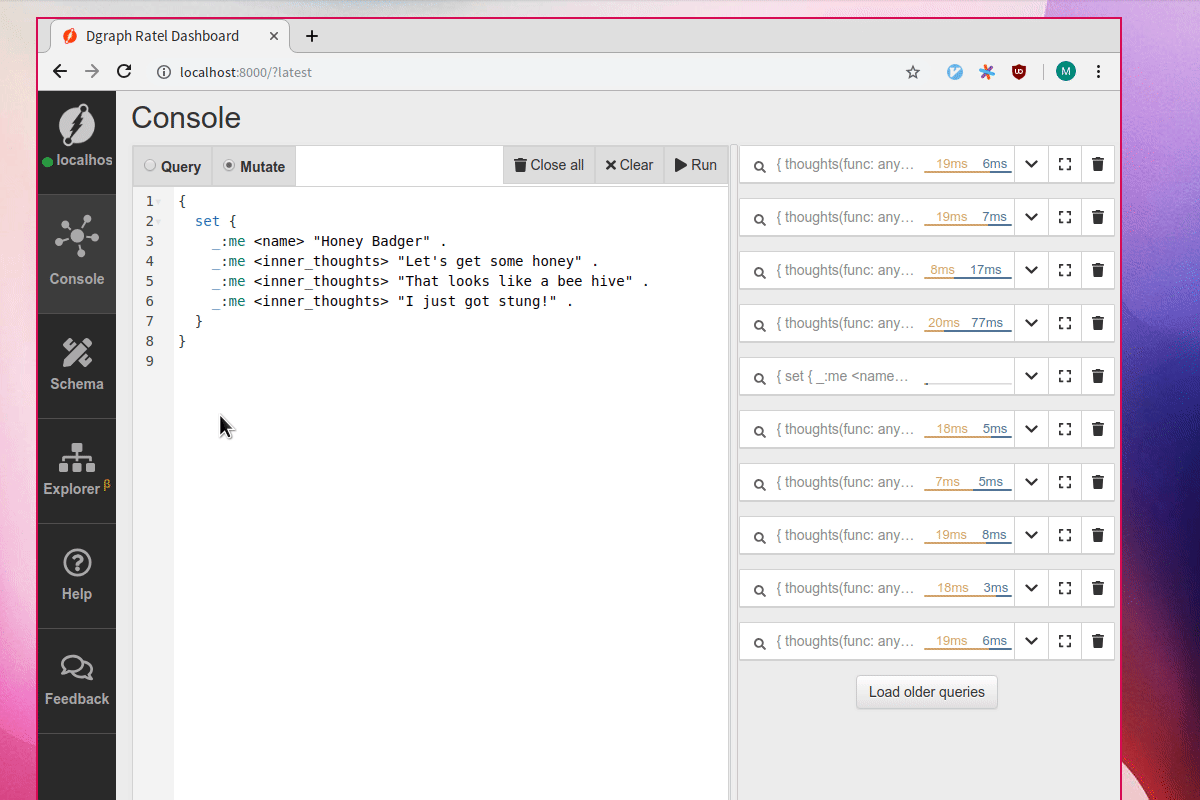 Dgraph Ratel Dashboard
localhost:8000/?latest
M
localhos
Console
Schema
Explorer β
Help
Feedback
Console
Query Mutate Close all Clear Run
1 {
2   set {
3     _:me <name> "Honey Badger" .
4     _:me <inner_thoughts> "Let's get some honey" .
5     _:me <inner_thoughts> "That looks like a bee hive" .
6     _:me <inner_thoughts> "I just got stung!" .
7   }
8 }
9
{ thoughts(func: any… 19ms 6ms
{ thoughts(func: any… 19ms 7ms
{ thoughts(func: any… 8ms 17ms
{ thoughts(func: any… 20ms 77ms
{ set { _:me <name…
{ thoughts(func: any… 18ms 5ms
{ thoughts(func: any… 7ms 5ms
{ thoughts(func: any… 19ms 8ms
{ thoughts(func: any… 18ms 3ms
{ thoughts(func: any… 19ms 6ms
Load older queries